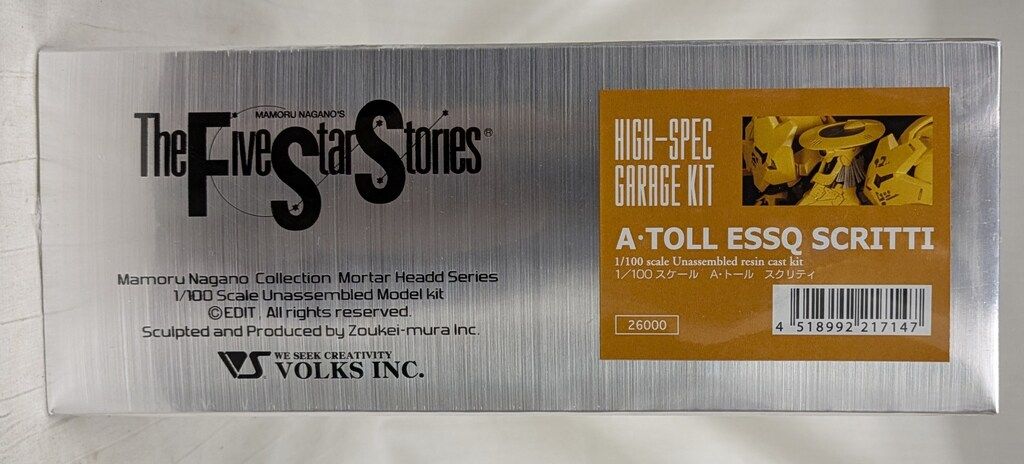 MAMORU NAGANO'S
The Five Star Stories®
Mamoru Nagano Collection Mortar Headd Series
1/100 Scale Unassembled Model kit
©EDIT, All rights reserved.
Sculpted and Produced by Zoukei-mura Inc.
VS WE SEEK CREATIVITY
VOLKS INC.
HIGH-SPEC
GARAGE KIT
A·TOLL ESSQ SCRITTI
1/100 scale Unassembled resin cast kit
1/100 スケール A・トール スクリティ
26000
4 518992 217147